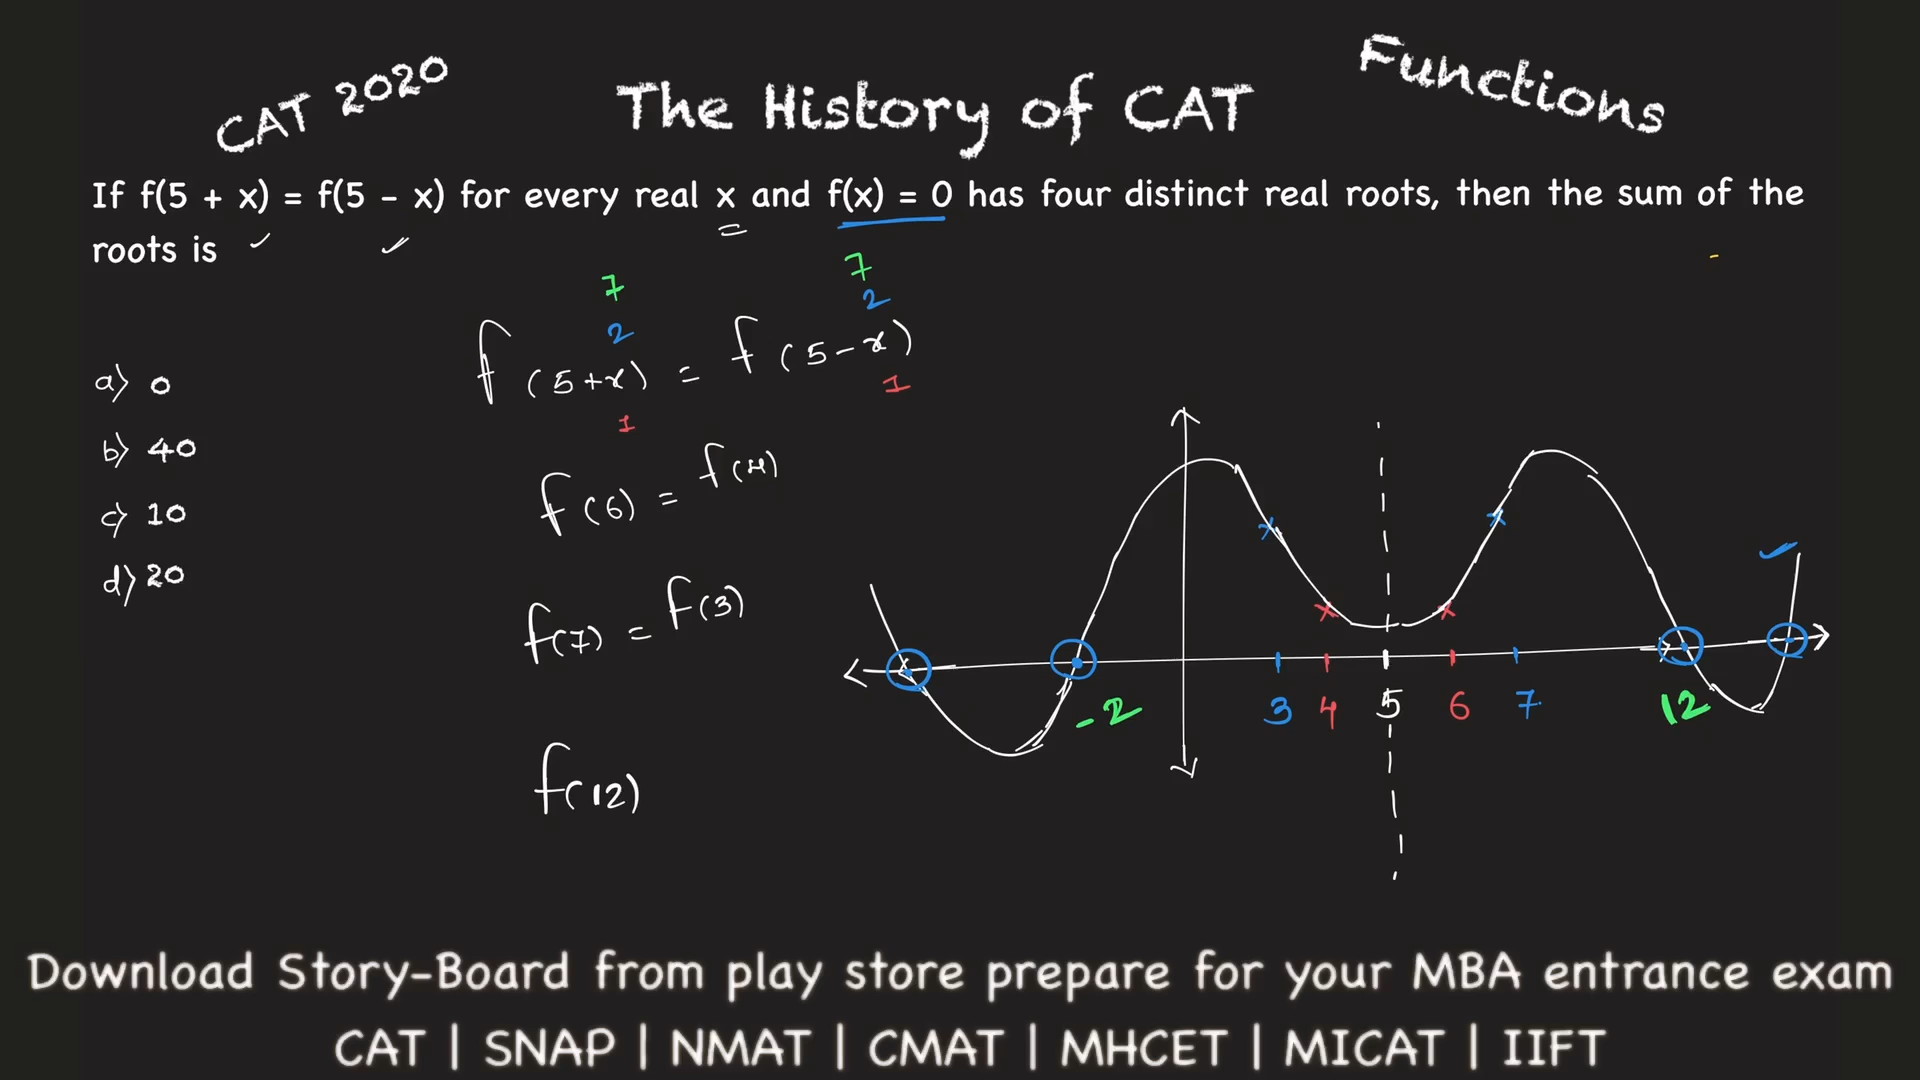 CAT 2020
The History of CAT
Functions
If f(5 + x) = f(5 - x) for every real x and f(x) = 0 has four distinct real roots, then the sum of the
roots is
7
7
2
2
f(5+x) = f(5-x)
1
1
a) 0
b) 40
c) 10
d) 20
f(6) = f(4)
f(7) = f(3)
f(12)
-2
3
4
5
6
7
12
Download Story-Board from play store prepare for your MBA entrance exam
CAT | SNAP | NMAT | CMAT | MHCET | MICAT | IIFT